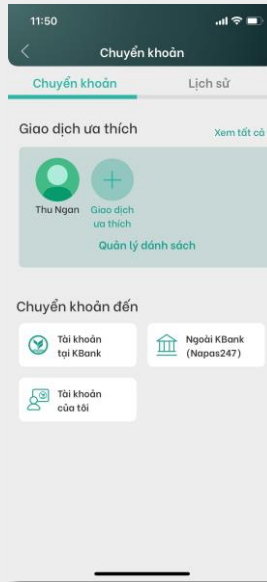 11:50
Chuyển khoản
Chuyển khoản
Lịch sử
Giao dịch ưa thích
Xem tất cả
Thu Ngan
Giao dịch
ưa thích
Quản lý dánh sách
Chuyển khoản đến
Tài khoản
tại KBank
Ngoài KBank
(Napas247)
Tài khoản
của tôi